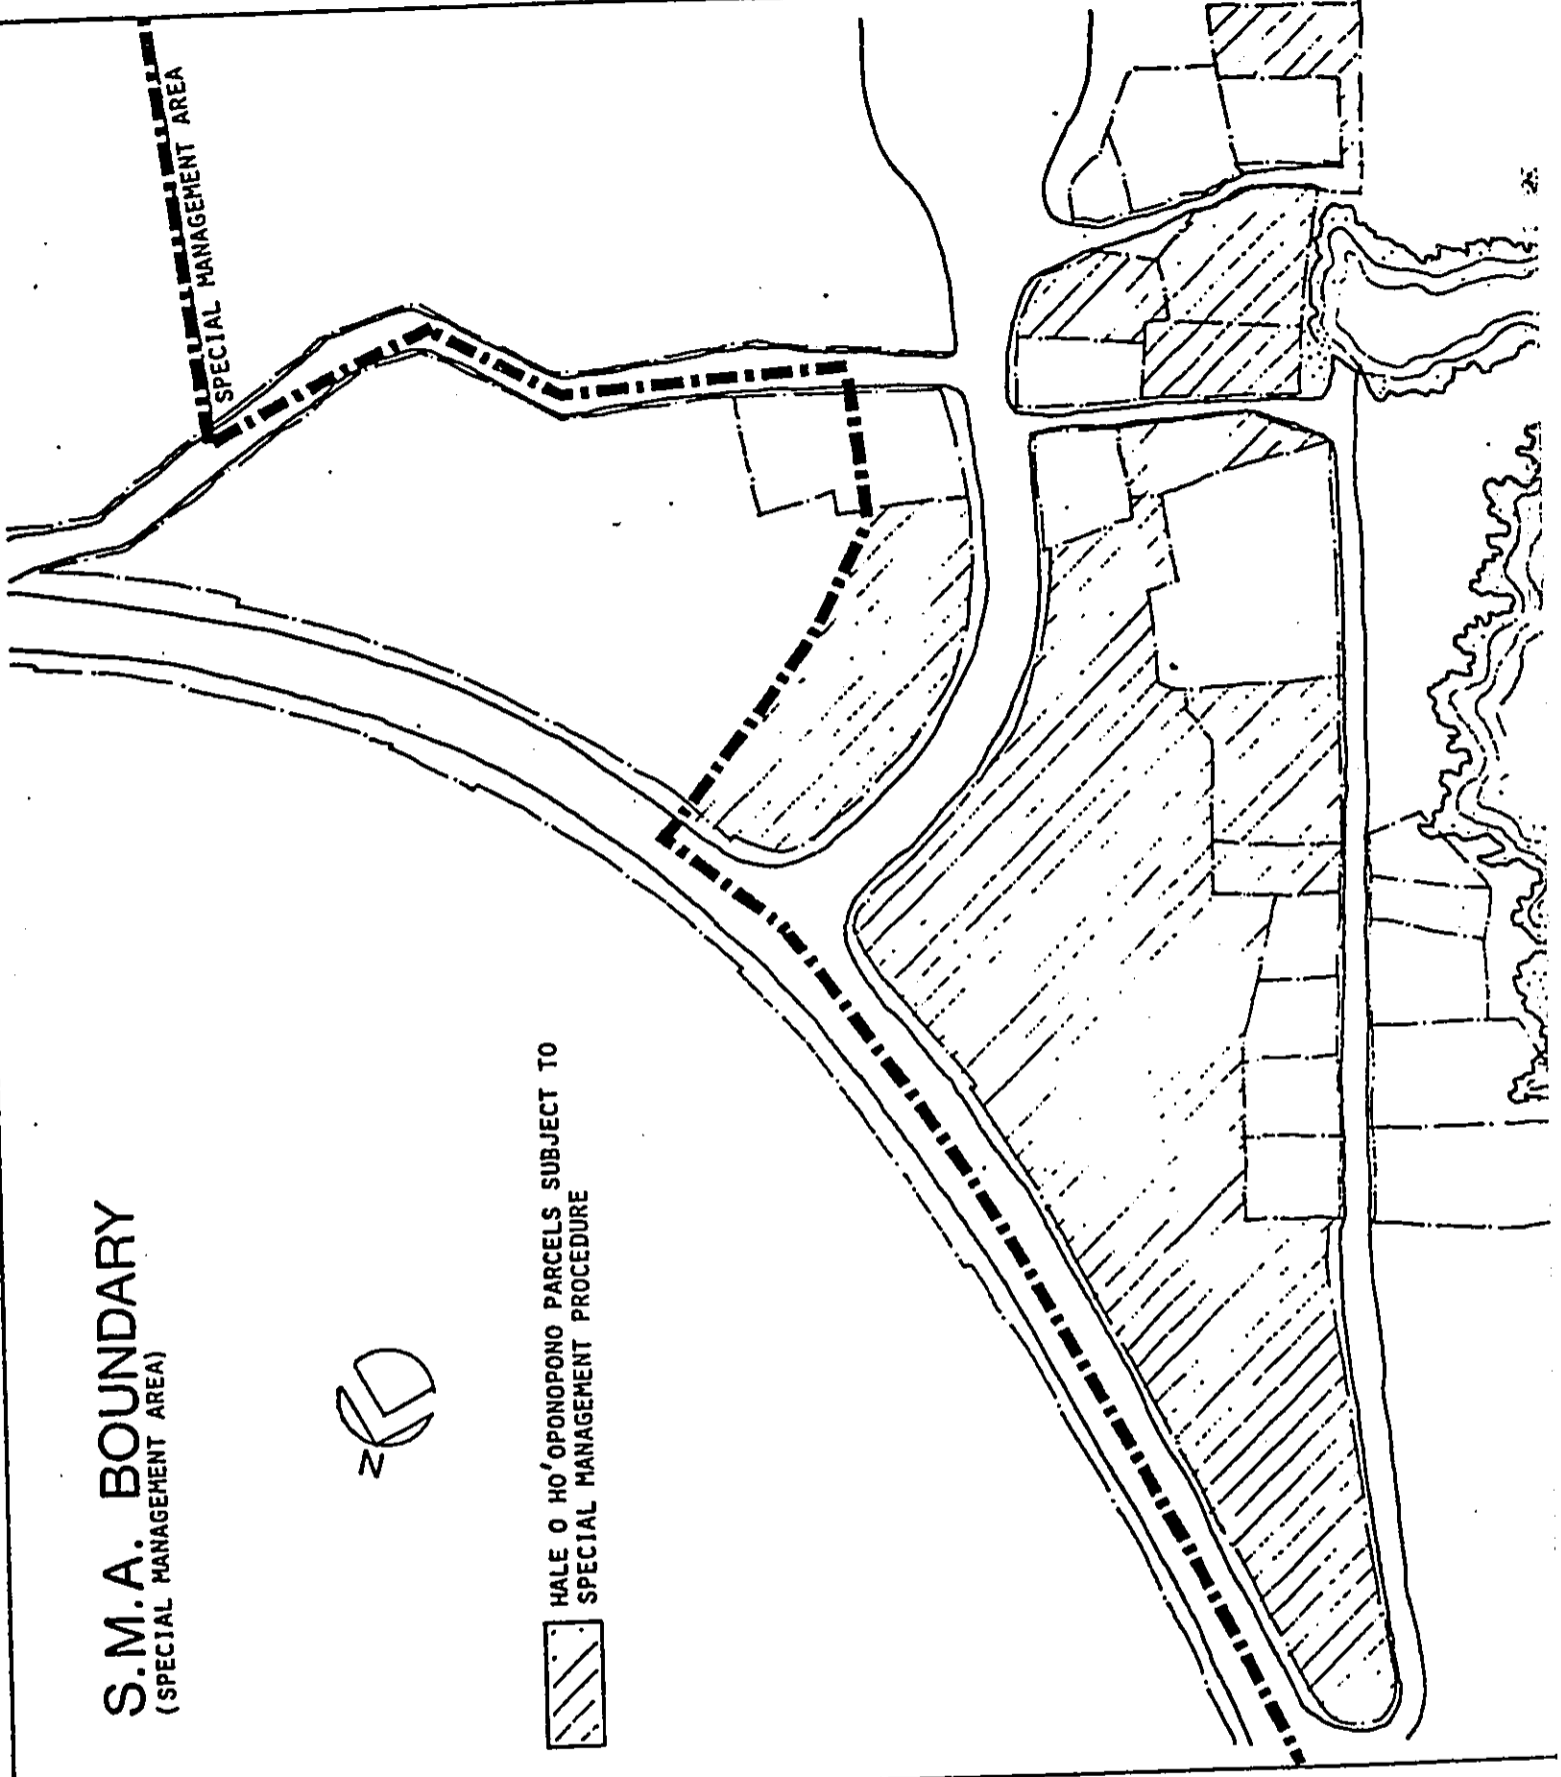 S.M.A. BOUNDARY
(SPECIAL MANAGEMENT AREA)
N
HALE O HO'OPONOPONO PARCELS SUBJECT TO
SPECIAL MANAGEMENT PROCEDURE
SPECIAL MANAGEMENT AREA